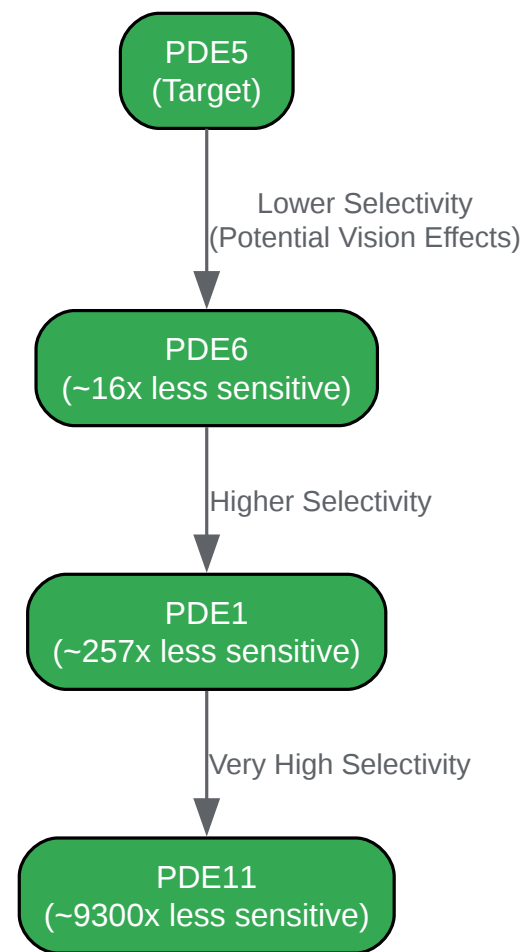 PDE5
(Target)
Lower Selectivity
(Potential Vision Effects)
PDE6
(~16x less sensitive)
Higher Selectivity
PDE1
(~257x less sensitive)
Very High Selectivity
PDE11
(~9300x less sensitive)